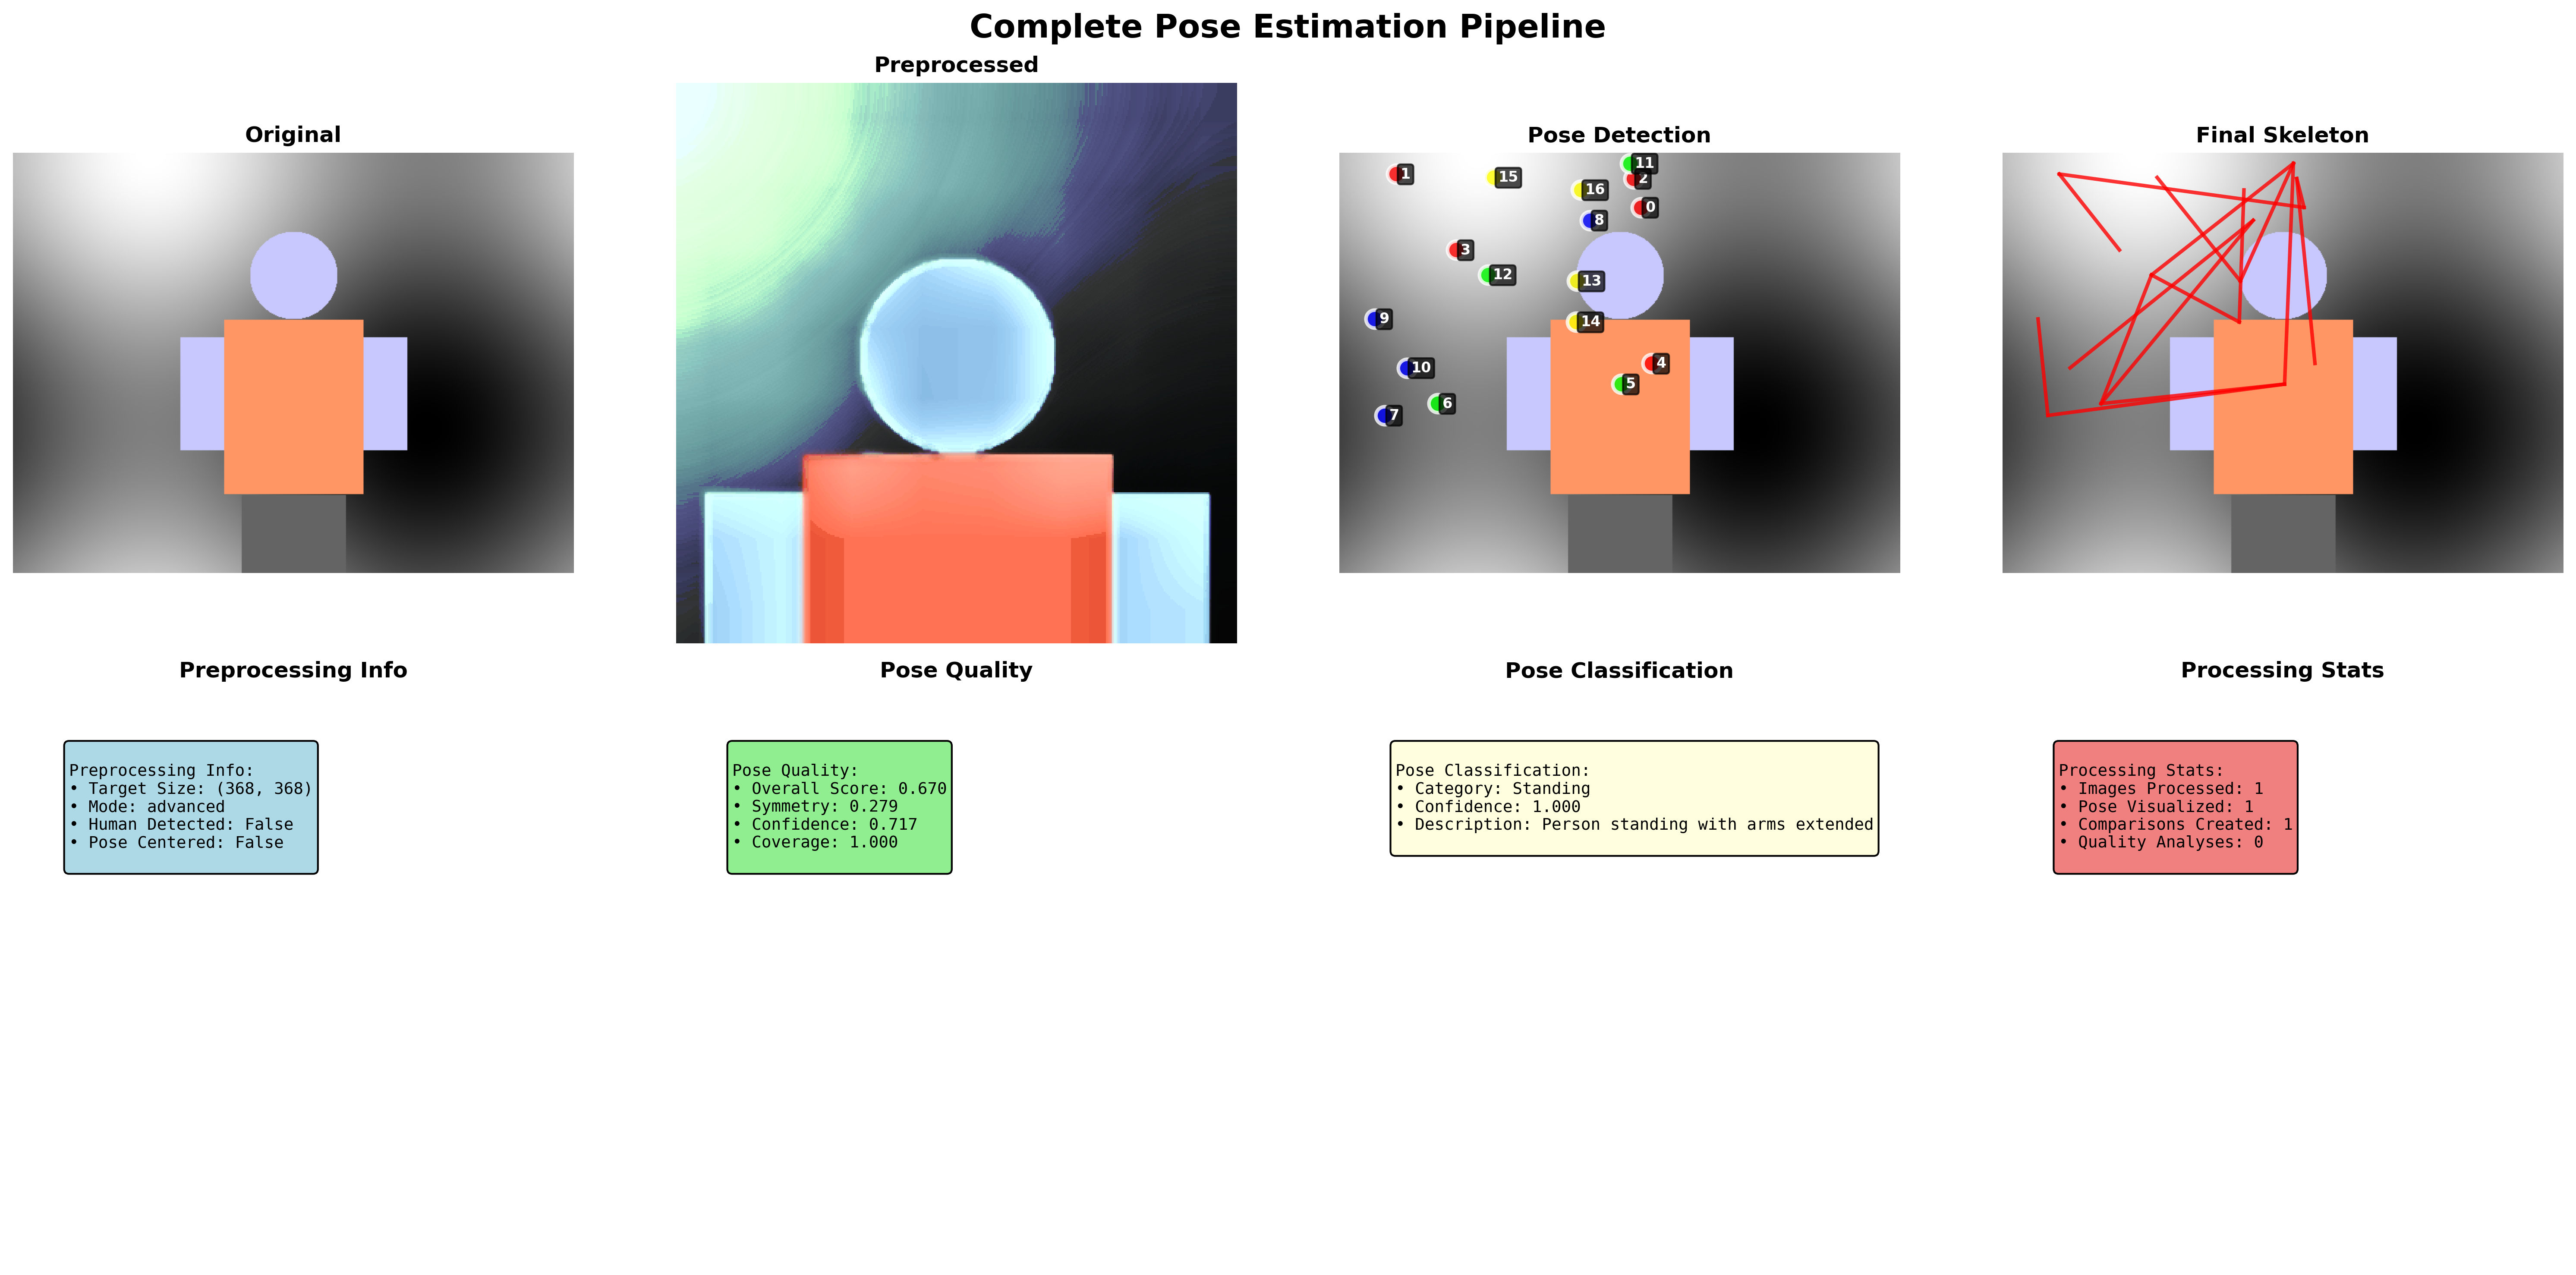 Complete Pose Estimation Pipeline
Original
Preprocessed
Pose Detection
Final Skeleton
1
15
11
2
16
0
8
3
12
13
9
14
10
4
5
6
7
Preprocessing Info
Pose Quality
Pose Classification
Processing Stats
Preprocessing Info:
• Target Size: (368, 368)
• Mode: advanced
• Human Detected: False
• Pose Centered: False
Pose Quality:
• Overall Score: 0.670
• Symmetry: 0.279
• Confidence: 0.717
• Coverage: 1.000
Pose Classification:
• Category: Standing
• Confidence: 1.000
• Description: Person standing with arms extended
Processing Stats:
• Images Processed: 1
• Pose Visualized: 1
• Comparisons Created: 1
• Quality Analyses: 0